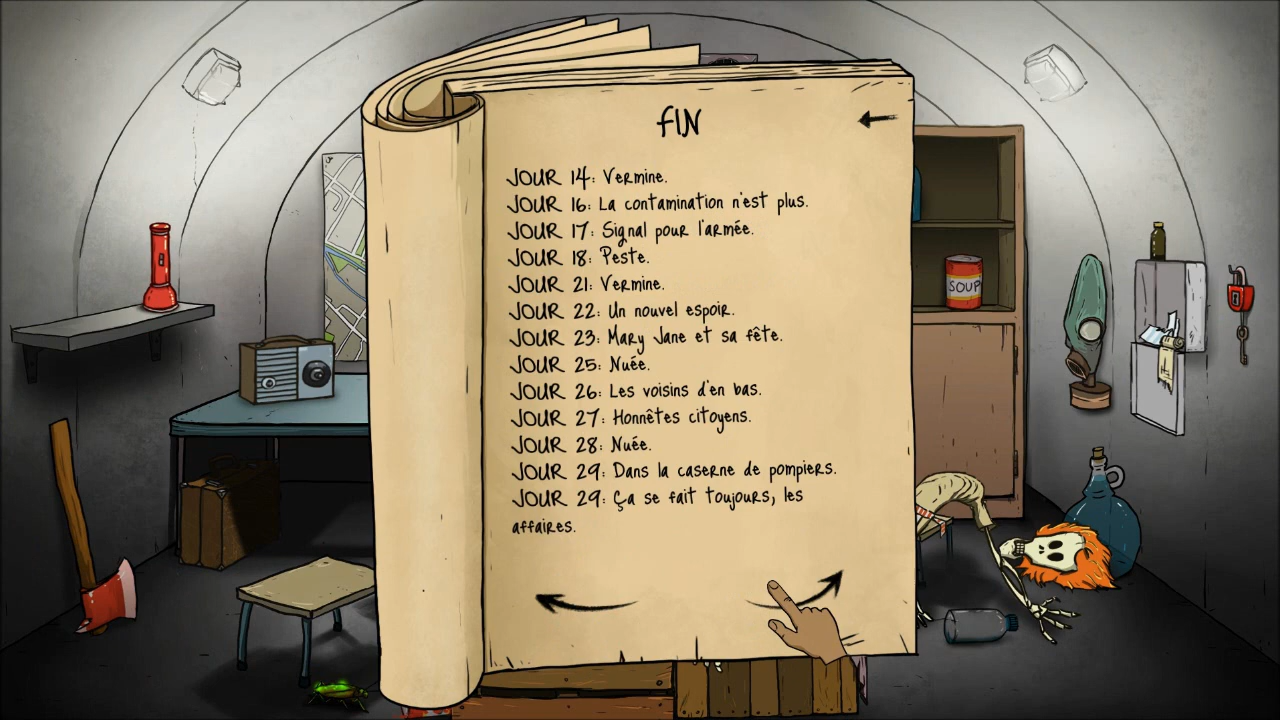 FIN
JOUR 14: Vermine.
JOUR 16: La contamination n'est plus.
JOUR 17: Signal pour l'armée.
JOUR 18: Peste.
JOUR 21: Vermine.
JOUR 22: Un nouvel espoir.
JOUR 23: Mary Jane et sa fête.
JOUR 25: Nuée.
JOUR 26: Les voisins d'en bas.
JOUR 27: Honnêtes citoyens.
JOUR 28: Nuée.
JOUR 29: Dans la caserne de pompiers.
JOUR 29: Ça se fait toujours, les
affaires.
SOUP